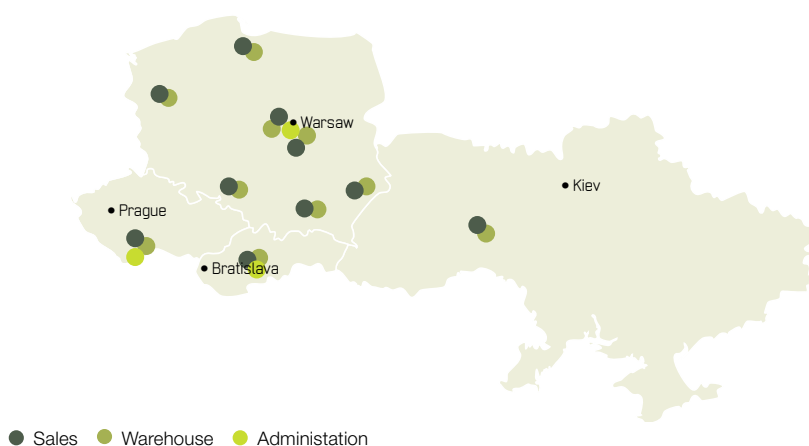 Warsaw
Kiev
Prague
Bratislava
Sales Warehouse Administation